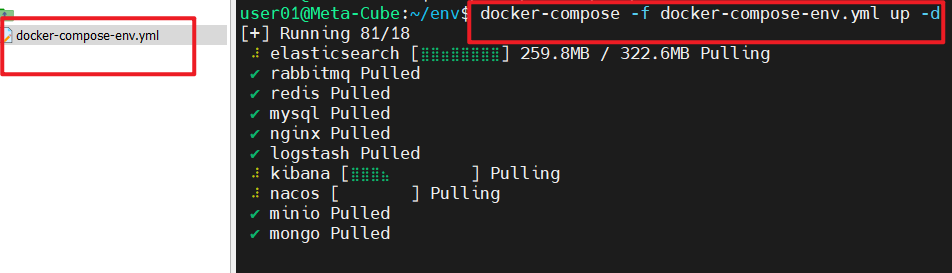 docker-compose-env.yml
user01@Meta-Cube:~/env$ docker-compose -f docker-compose-env.yml up -d
[+] Running 81/18
⠼ elasticsearch [⣿⣿⣶⣿⣿⣿⣿⣿] 259.8MB / 322.6MB Pulling
✔ rabbitmq Pulled
✔ redis Pulled
✔ mysql Pulled
✔ nginx Pulled
✔ logstash Pulled
⠼ kibana [⣿⣿⣿⣦ ] Pulling
⠼ nacos [ ] Pulling
✔ minio Pulled
✔ mongo Pulled